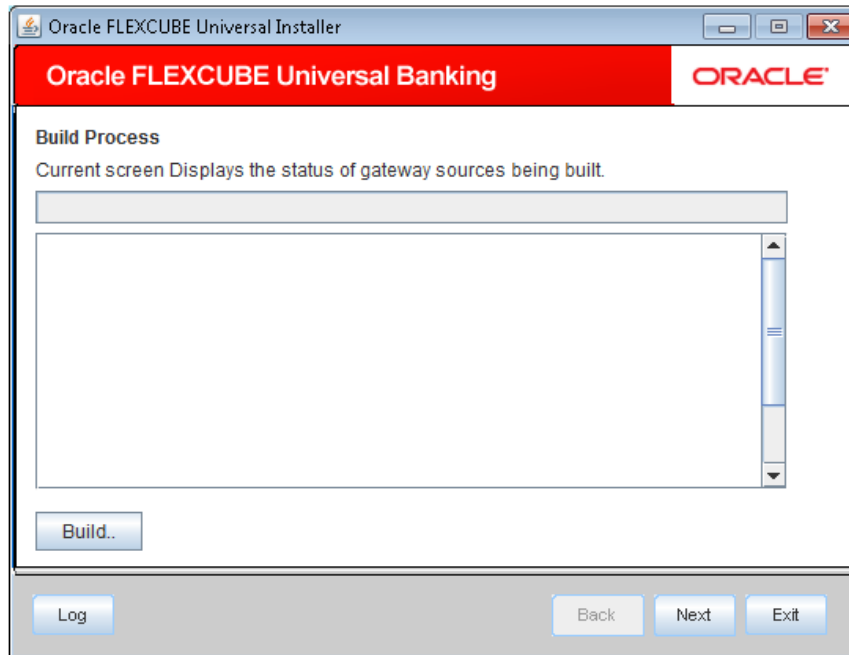 Oracle FLEXCUBE Universal Installer
Oracle FLEXCUBE Universal Banking
ORACLE
Build Process
Current screen Displays the status of gateway sources being built.
Build..
Log Back Next Exit